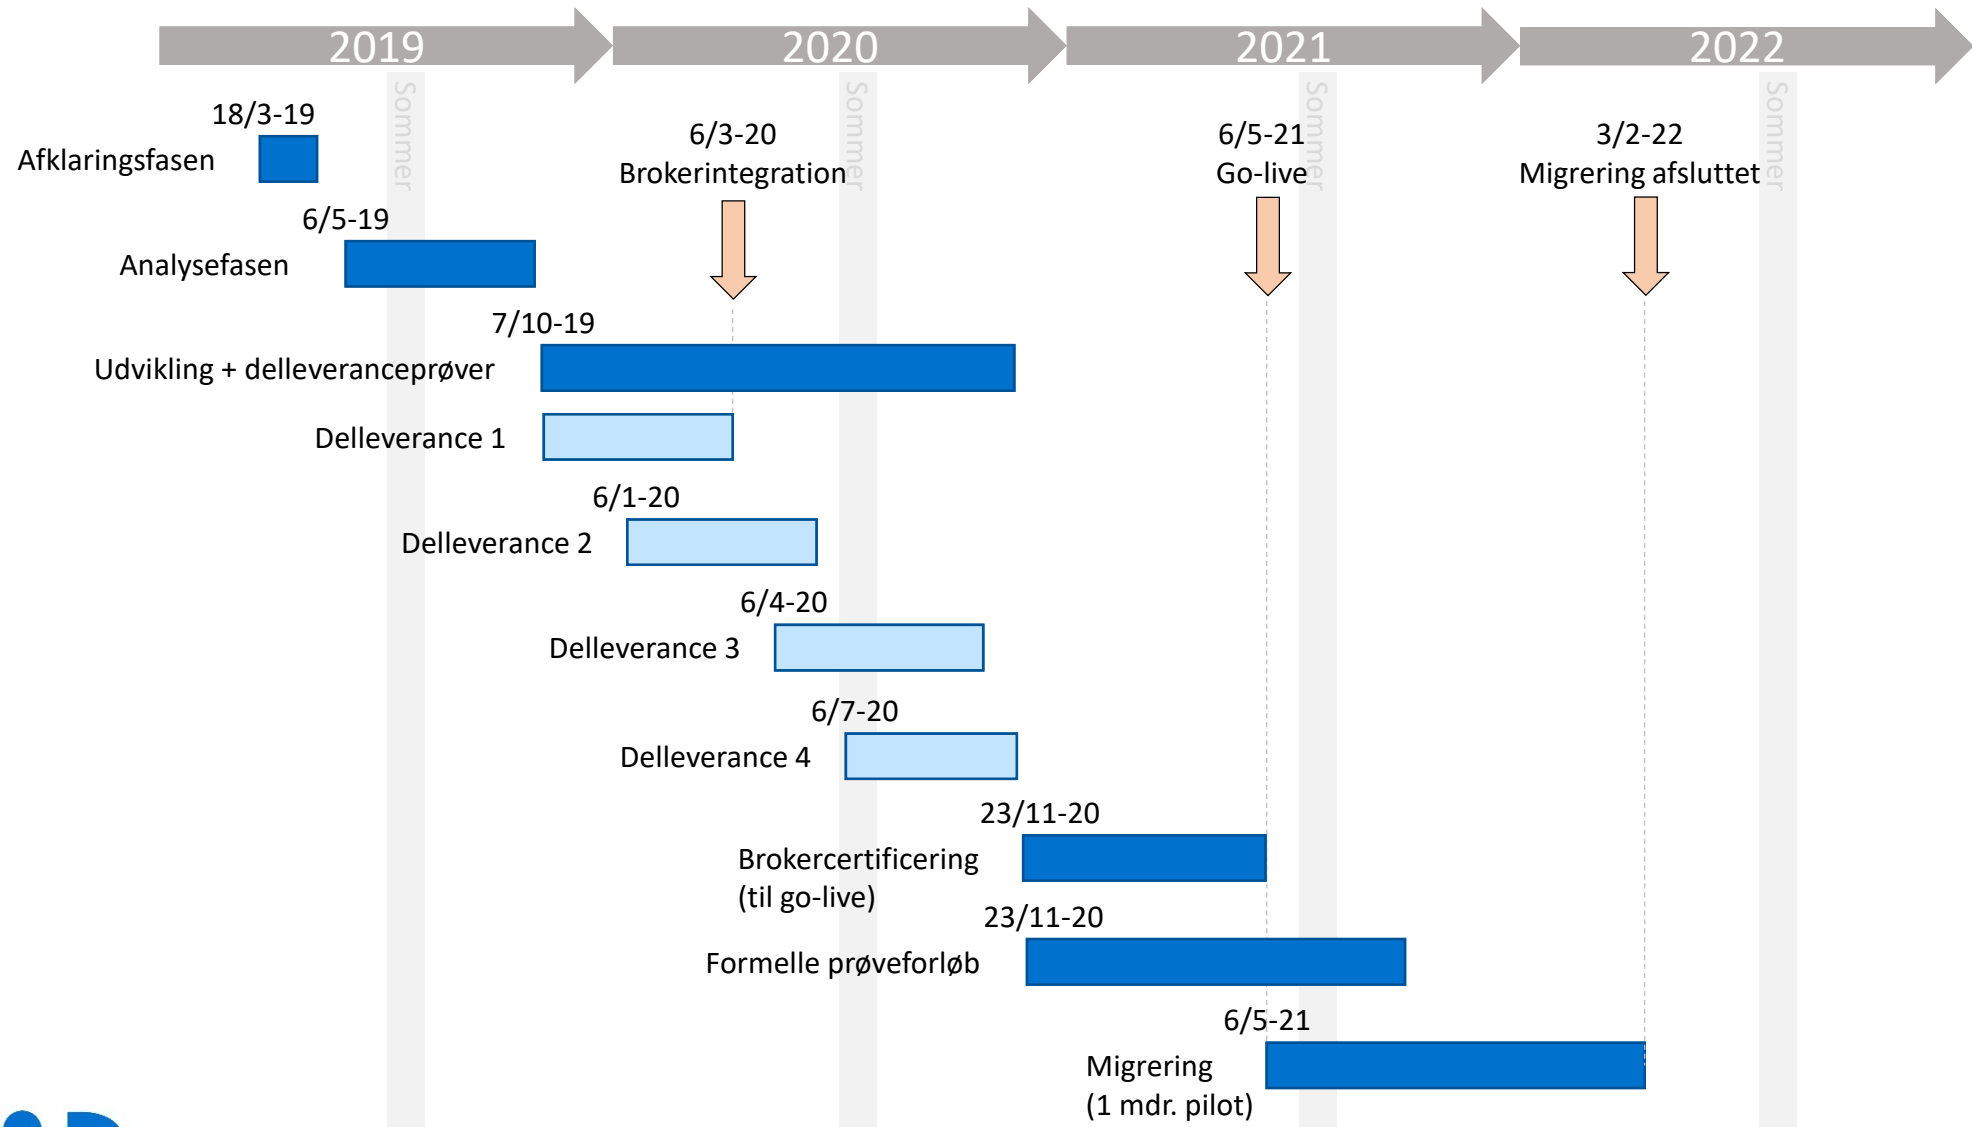 2019
2020
2021
2022
Sommer
Sommer
Sommer
Sommer
18/3-19
Afklaringsfasen
6/3-20
Brokerintegration
6/5-21
Go-live
3/2-22
Migrering afsluttet
6/5-19
Analysefasen
7/10-19
Udvikling + delleveranceprøver
Delleverance 1
6/1-20
Delleverance 2
6/4-20
Delleverance 3
6/7-20
Delleverance 4
23/11-20
Brokercertificering
(til go-live)
23/11-20
Formelle prøveforløb
6/5-21
Migrering
(1 mdr. pilot)